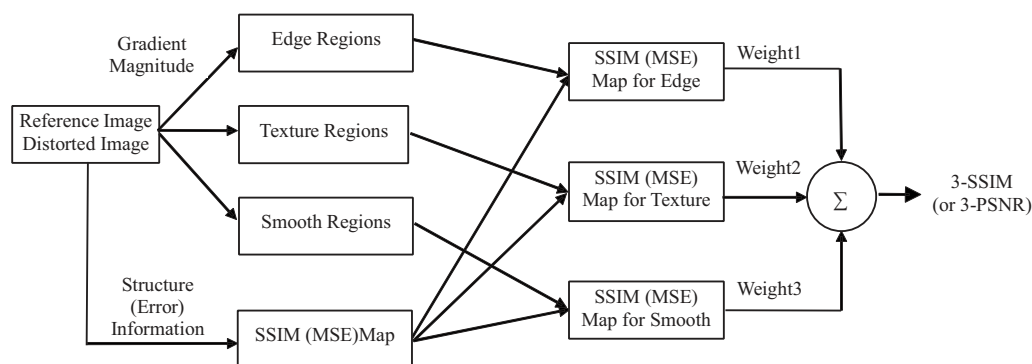 Gradient
Magnitude
Edge Regions
SSIM (MSE)
Map for Edge
Weight1
Reference Image
Distorted Image
Texture Regions
SSIM (MSE)
Map for Texture
Weight2
∑
3-SSIM
(or 3-PSNR)
Smooth Regions
SSIM (MSE)
Map for Smooth
Weight3
Structure
(Error)
Information
SSIM (MSE)Map